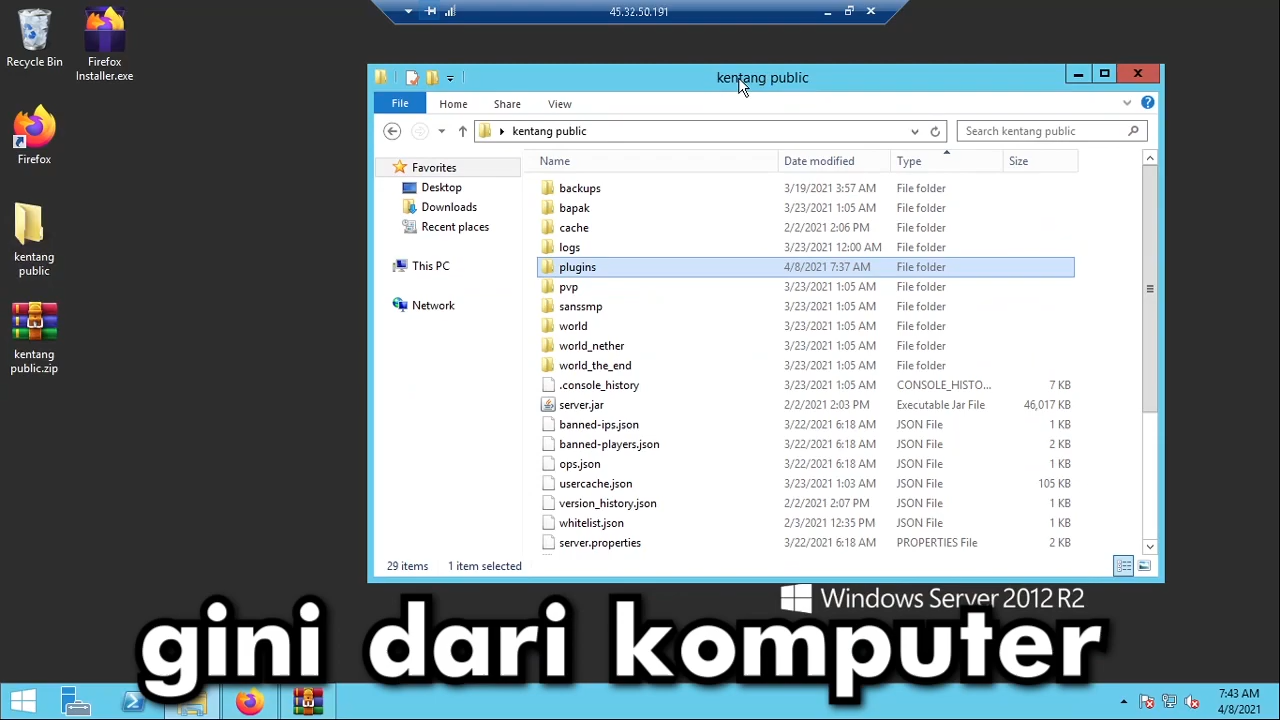 45.32.50.191
Recycle Bin
Firefox
Installer.exe
Firefox
kentang
public
kentang
public.zip
kentang public
File Home Share View
kentang public
Search kentang public
Favorites
Desktop
Downloads
Recent places
This PC
Network
Name Date modified Type Size
backups 3/19/2021 3:57 AM File folder
bapak 3/23/2021 1:05 AM File folder
cache 2/2/2021 2:06 PM File folder
logs 3/23/2021 12:00 AM File folder
plugins 4/8/2021 7:37 AM File folder
pvp 3/23/2021 1:05 AM File folder
sanssmp 3/23/2021 1:05 AM File folder
world 3/23/2021 1:05 AM File folder
world_nether 3/23/2021 1:05 AM File folder
world_the_end 3/23/2021 1:05 AM File folder
.console_history 3/23/2021 1:05 AM CONSOLE_HISTO... 7 KB
server.jar 2/2/2021 2:03 PM Executable Jar File 46,017 KB
banned-ips.json 3/22/2021 6:18 AM JSON File 1 KB
banned-players.json 3/22/2021 6:18 AM JSON File 2 KB
ops.json 3/22/2021 6:18 AM JSON File 1 KB
usercache.json 3/23/2021 1:03 AM JSON File 105 KB
version_history.json 2/2/2021 2:07 PM JSON File 1 KB
whitelist.json 2/3/2021 12:35 PM JSON File 1 KB
server.properties 3/22/2021 6:18 AM PROPERTIES File 2 KB
29 items 1 item selected
Windows Server 2012 R2
gini dari komputer
7:43 AM
4/8/2021